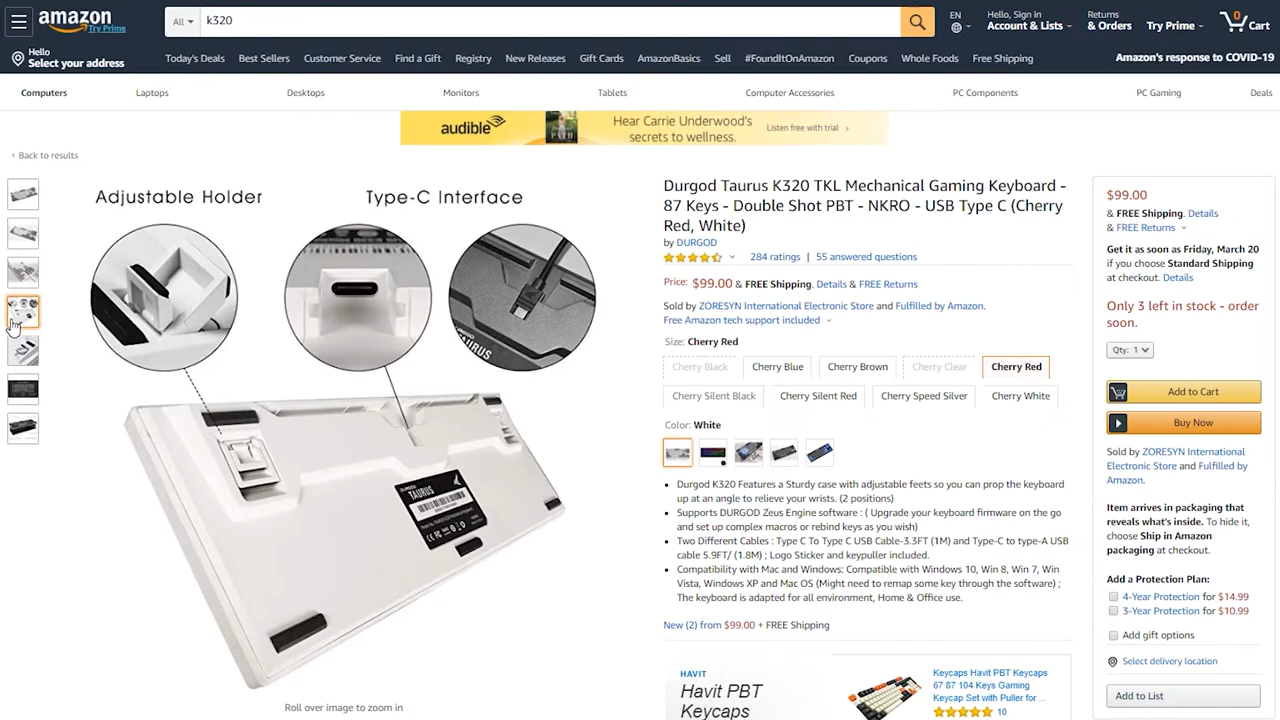 amazon
Try Prime
All
k320
EN
Hello, Sign in
Account & Lists
Returns
& Orders
Try Prime
0
Cart
Hello
Select your address
Today's Deals
Best Sellers
Customer Service
Find a Gift
Registry
New Releases
Gift Cards
AmazonBasics
Sell
#FoundItOnAmazon
Coupons
Whole Foods
Free Shipping
Amazon's response to COVID-19
Computers
Laptops
Desktops
Monitors
Tablets
Computer Accessories
PC Components
PC Gaming
Deals
audible
PATH
Hear Carrie Underwood's
secrets to wellness.
Listen free with trial ›
‹ Back to results
Adjustable Holder
Type-C Interface
TAURUS
DURGOD
TAURUS
Roll over image to zoom in
Durgod Taurus K320 TKL Mechanical Gaming Keyboard -
87 Keys - Double Shot PBT - NKRO - USB Type C (Cherry
Red, White)
by DURGOD
284 ratings | 55 answered questions
Price: $99.00 & FREE Shipping. Details & FREE Returns
Sold by ZORESYN International Electronic Store and Fulfilled by Amazon.
Free Amazon tech support included
Size: Cherry Red
Cherry Black
Cherry Blue
Cherry Brown
Cherry Clear
Cherry Red
Cherry Silent Black
Cherry Silent Red
Cherry Speed Silver
Cherry White
Color: White
• Durgod K320 Features a Sturdy case with adjustable feets so you can prop the keyboard
up at an angle to relieve your wrists. (2 positions)
• Supports DURGOD Zeus Engine software : ( Upgrade your keyboard firmware on the go
and set up complex macros or rebind keys as you wish)
• Two Different Cables : Type C To Type C USB Cable-3.3FT (1M) and Type-C to type-A USB
cable 5.9FT/ (1.8M) ; Logo Sticker and keypuller included.
• Compatibility with Mac and Windows: Compatible with Windows 10, Win 8, Win 7, Win
Vista, Windows XP and Mac OS (Might need to remap some key through the software) ;
The keyboard is adapted for all environment, Home & Office use.
New (2) from $99.00 + FREE Shipping
HAVIT
Havit PBT
Keycaps
Keycaps Havit PBT Keycaps
67 87 104 Keys Gaming
Keycap Set with Puller for ...
10
$99.00
& FREE Shipping. Details
& FREE Returns
Get it as soon as Friday, March 20
if you choose Standard Shipping
at checkout. Details
Only 3 left in stock - order
soon.
Qty: 1
Add to Cart
Buy Now
Sold by ZORESYN International
Electronic Store and Fulfilled by
Amazon.
Item arrives in packaging that
reveals what's inside. To hide it,
choose Ship in Amazon
packaging at checkout.
Add a Protection Plan:
4-Year Protection for $14.99
3-Year Protection for $10.99
Add gift options
Select delivery location
Add to List